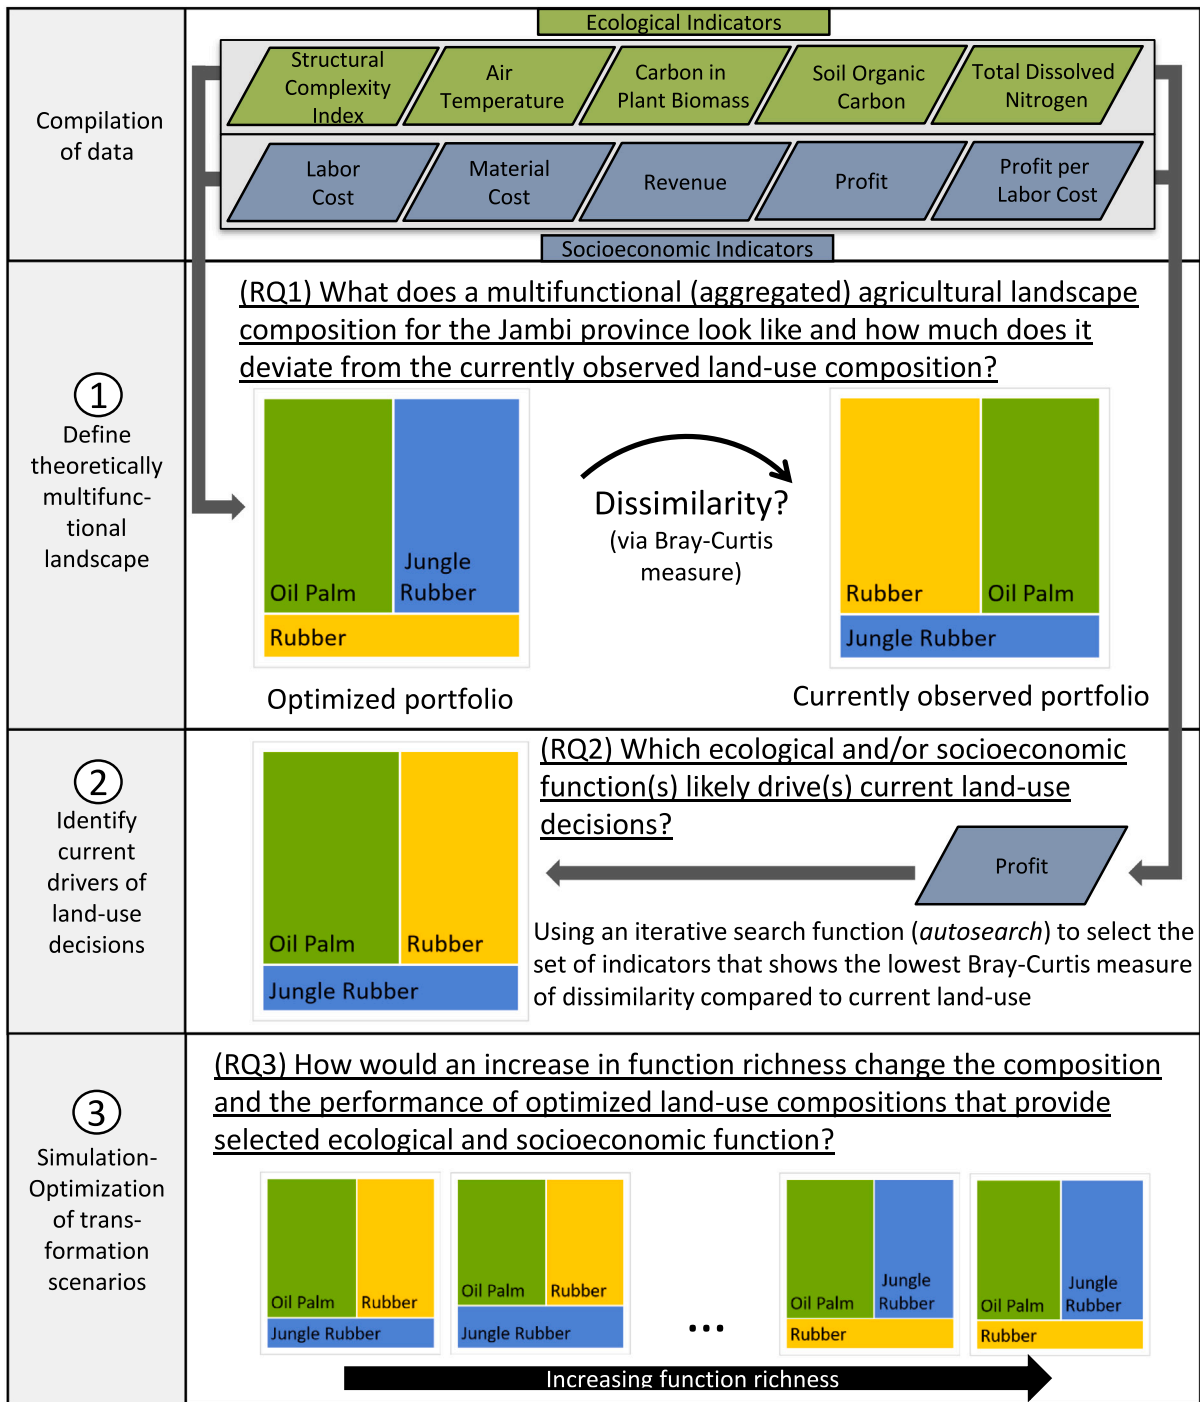 Ecological Indicators
Compilation
of data
Structural
Complexity
Index
Air
Temperature
Carbon in
Plant Biomass
Soil Organic
Carbon
Total Dissolved
Nitrogen
Labor
Cost
Material
Cost
Revenue
Profit
Profit per
Labor Cost
Socioeconomic Indicators
1
Define
theoretically
multifunc-
tional
landscape
(RQ1) What does a multifunctional (aggregated) agricultural landscape
composition for the Jambi province look like and how much does it
deviate from the currently observed land-use composition?
Oil Palm
Jungle
Rubber
Rubber
Optimized portfolio
Dissimilarity?
(via Bray-Curtis
measure)
Rubber
Oil Palm
Jungle Rubber
Currently observed portfolio
2
Identify
current
drivers of
land-use
decisions
Oil Palm
Rubber
Jungle Rubber
(RQ2) Which ecological and/or socioeconomic
function(s) likely drive(s) current land-use
decisions?
Profit
Using an iterative search function (autosearch) to select the
set of indicators that shows the lowest Bray-Curtis measure
of dissimilarity compared to current land-use
3
Simulation-
Optimization
of trans-
formation
scenarios
(RQ3) How would an increase in function richness change the composition
and the performance of optimized land-use compositions that provide
selected ecological and socioeconomic function?
Oil Palm
Rubber
Jungle Rubber
Oil Palm
Rubber
Jungle Rubber
...
Oil Palm
Jungle
Rubber
Rubber
Oil Palm
Jungle
Rubber
Rubber
Increasing function richness